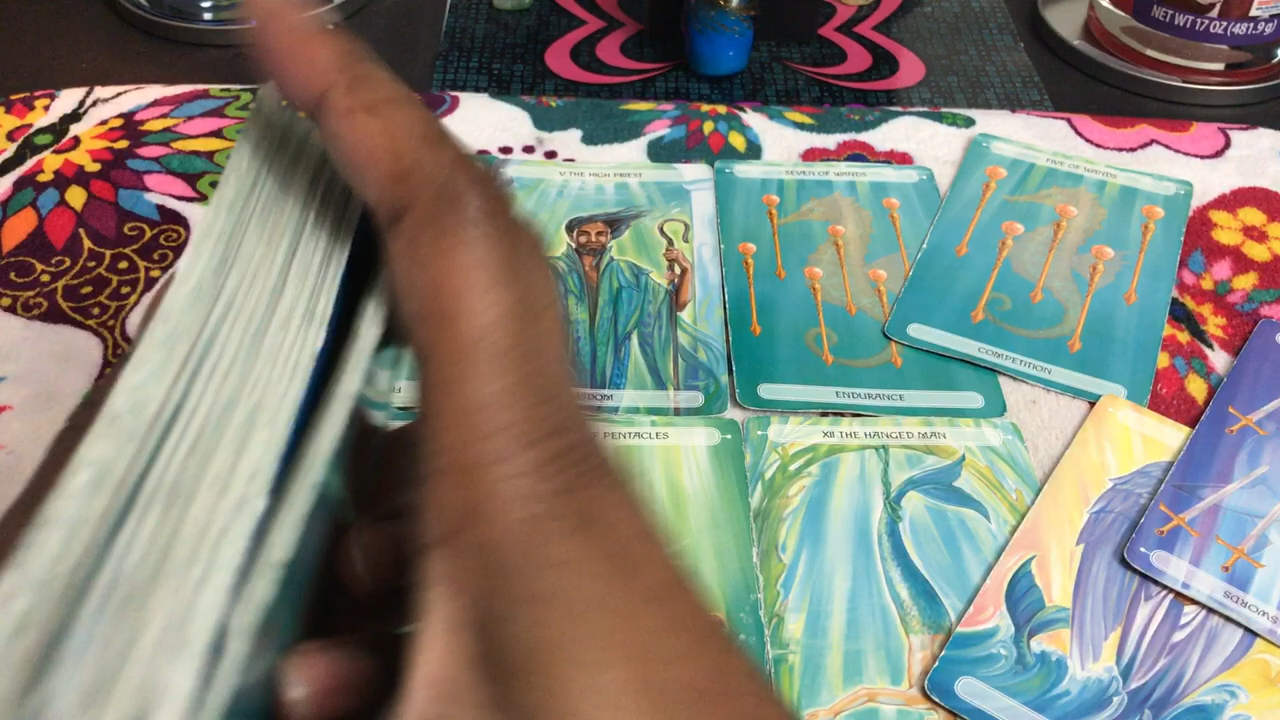 NET WT 17 OZ (481.9g)
V THE HIGH PRIEST
SEVEN OF WANDS
FIVE OF WANDS
COMPETITION
ENDURANCE
PENTACLES
XII THE HANGED MAN
SWORDS